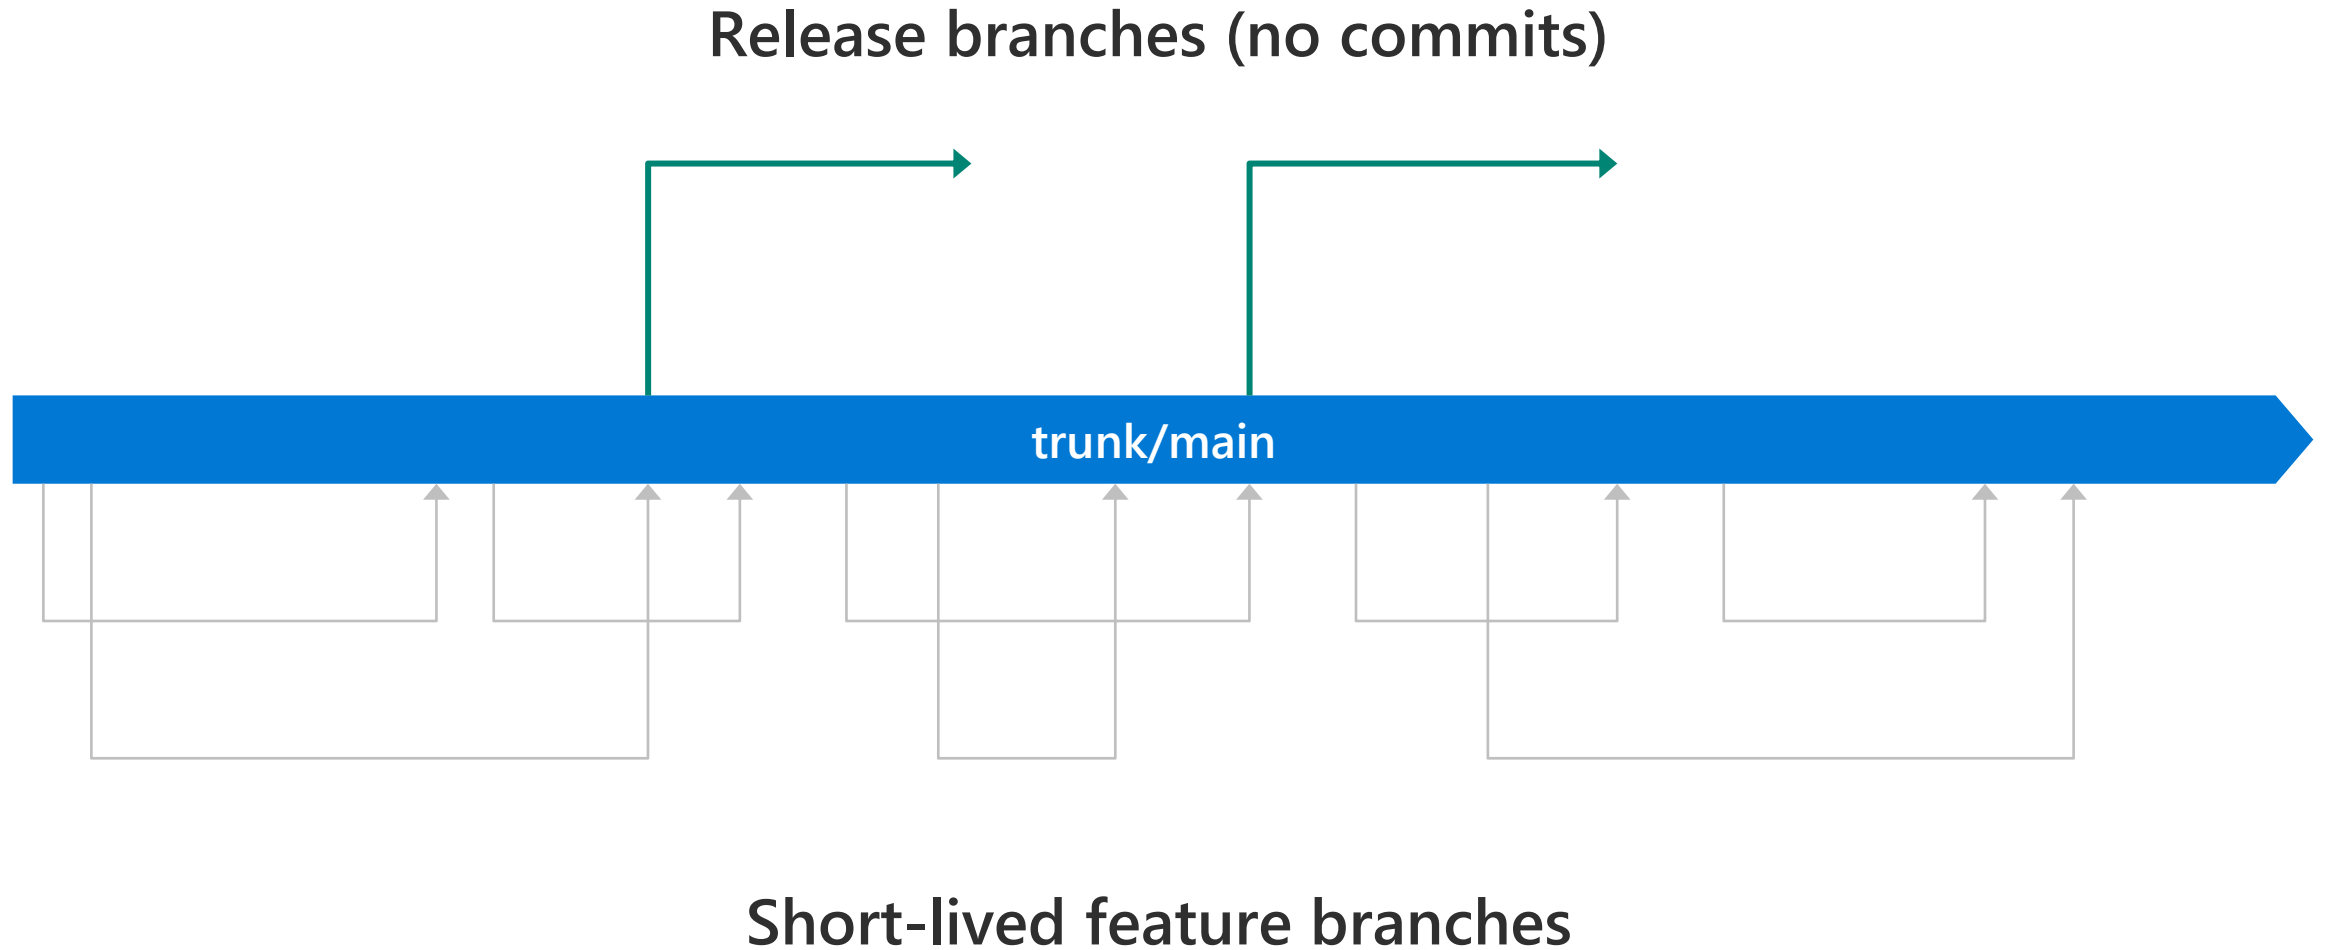 Release branches (no commits)
trunk/main
Short-lived feature branches